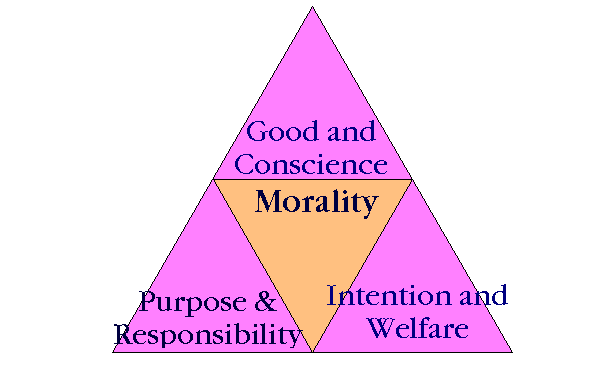 Good and
Conscience
Morality
Purpose &
Responsibility
Intention and
Welfare